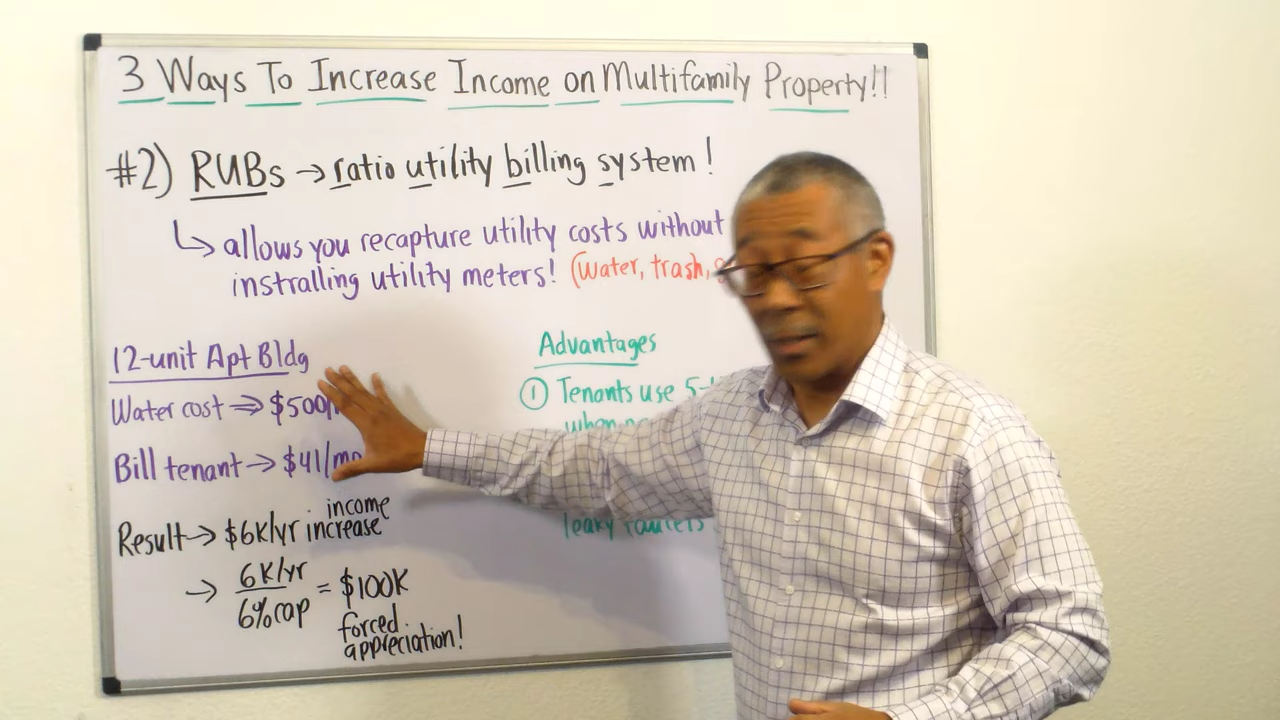 3 Ways To Increase Income on Multifamily Property!!
#2) RUBs → ratio utility billing system!
↳ allows you recapture utility costs without
instralling utility meters! (Water, trash,
12-unit Apt Bldg
Water cost ⇒ $500
Bill tenant → $41/mo
Result → $6K/yr income increase
→ 6K/yr / 6% cap = $100K
forced
appreciation!
Advantages
① Tenants use
when
leaky faucets